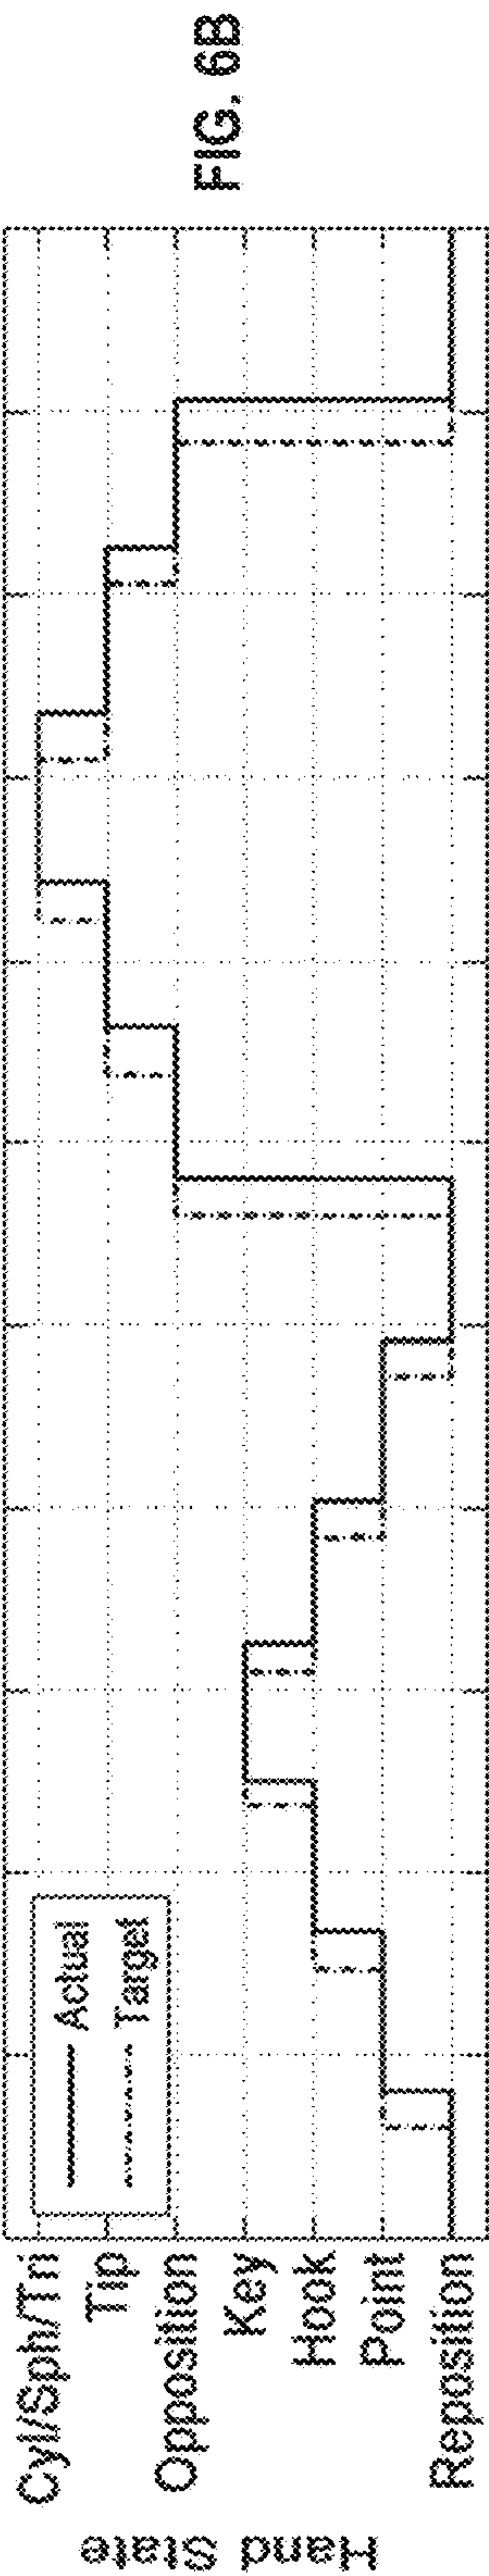 FIG. 6B
Actual
Target
Cyl/Sph/Tri
Tip
Opposition
Key
Hook
Point
Reposition
Hand State